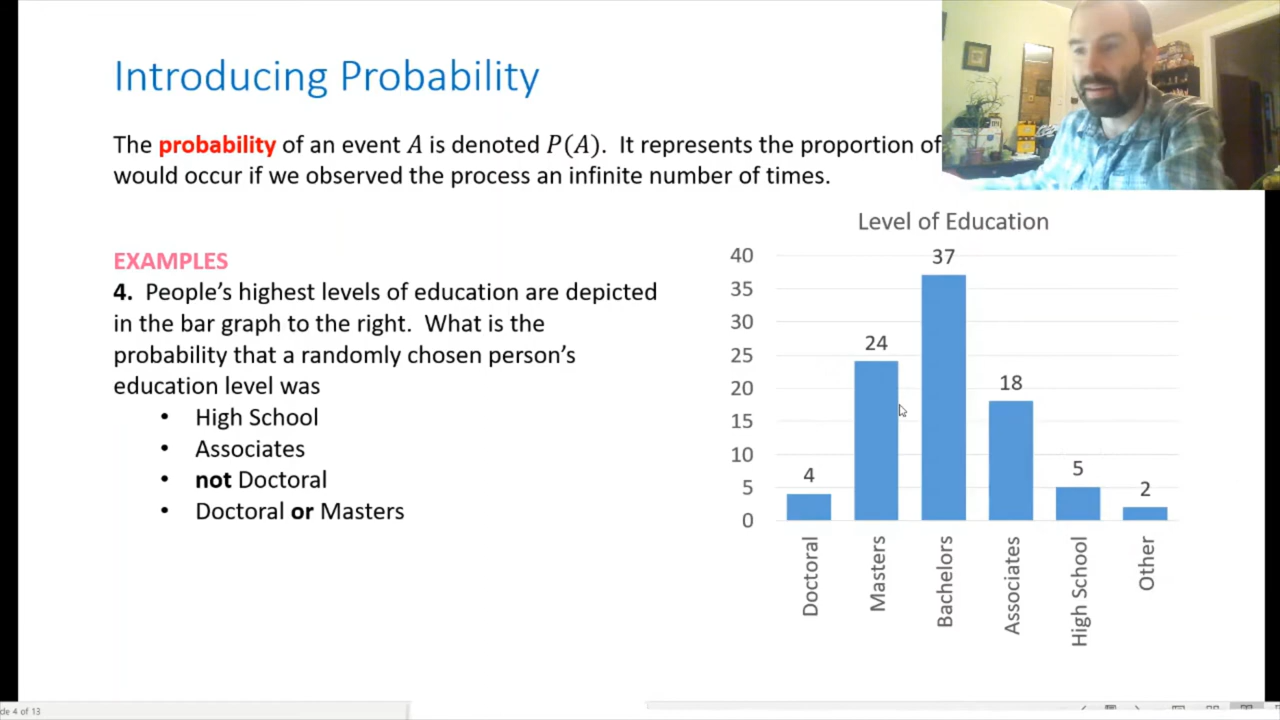 Introducing Probability
The probability of an event A is denoted P(A). It represents the proportion of
would occur if we observed the process an infinite number of times.
EXAMPLES
4. People's highest levels of education are depicted
in the bar graph to the right. What is the
probability that a randomly chosen person's
education level was
• High School
• Associates
• not Doctoral
• Doctoral or Masters
Level of Education
40
35
30
25
20
15
10
5
0
4
24
37
18
5
2
Doctoral
Masters
Bachelors
Associates
High School
Other
de 4 of 13